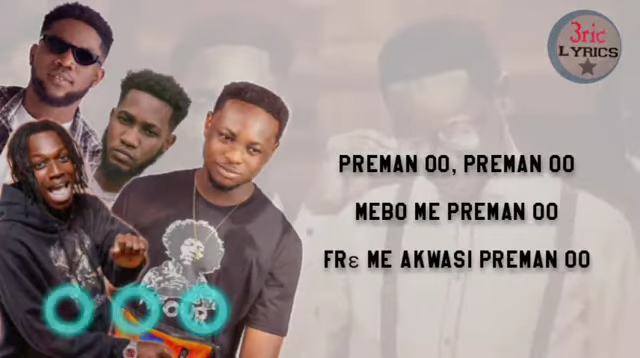 3ric
LYRICS
PREMAN OO, PREMAN OO
MEBO ME PREMAN OO
FRɛ ME AKWASI PREMAN OO